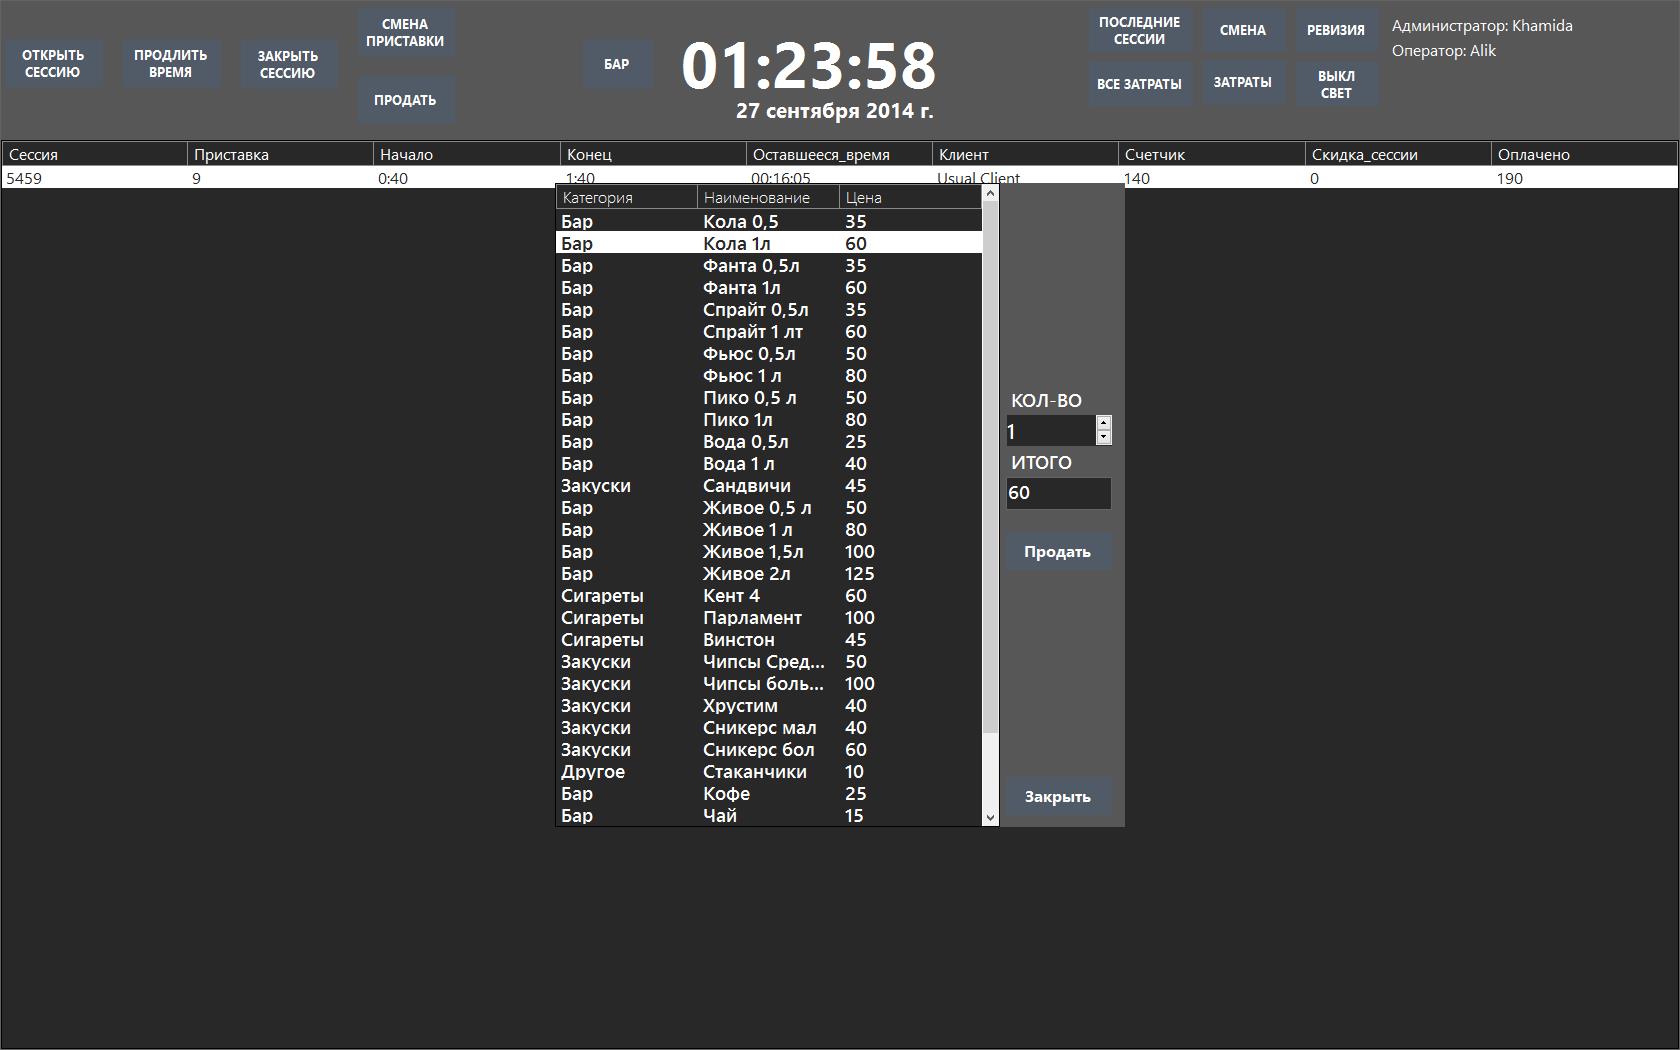 ОТКРЫТЬ
СЕССИЮ
ПРОДЛИТЬ
ВРЕМЯ
ЗАКРЫТЬ
СЕССИЮ
СМЕНА
ПРИСТАВКИ
ПРОДАТЬ
БАР
01:23:58
27 сентября 2014 г.
ПОСЛЕДНИЕ
СЕССИИ
СМЕНА
РЕВИЗИЯ
ВСЕ ЗАТРАТЫ
ЗАТРАТЫ
ВЫКЛ
СВЕТ
Администратор: Khamida
Оператор: Alik
Сессия Приставка Начало Конец Оставшееся_время Клиент Счетчик Скидка_сессии Оплачено
5459 9 0:40 1:40 00:16:05 Usual Client 140 0 190
Категория Наименование Цена
Бар Кола 0,5 35
Бар Кола 1л 60
Бар Фанта 0,5л 35
Бар Фанта 1л 60
Бар Спрайт 0,5л 35
Бар Спрайт 1 лт 60
Бар Фьюс 0,5л 50
Бар Фьюс 1 л 80
Бар Пико 0,5 л 50
Бар Пико 1л 80
Бар Вода 0,5л 25
Бар Вода 1 л 40
Закуски Сандвичи 45
Бар Живое 0,5 л 50
Бар Живое 1 л 80
Бар Живое 1,5л 100
Бар Живое 2л 125
Сигареты Кент 4 60
Сигареты Парламент 100
Сигареты Винстон 45
Закуски Чипсы Сред... 50
Закуски Чипсы боль... 100
Закуски Хрустим 40
Закуски Сникерс мал 40
Закуски Сникерс бол 60
Другое Стаканчики 10
Бар Кофе 25
Бар Чай 15
КОЛ-ВО
1
ИТОГО
60
Продать
Закрыть